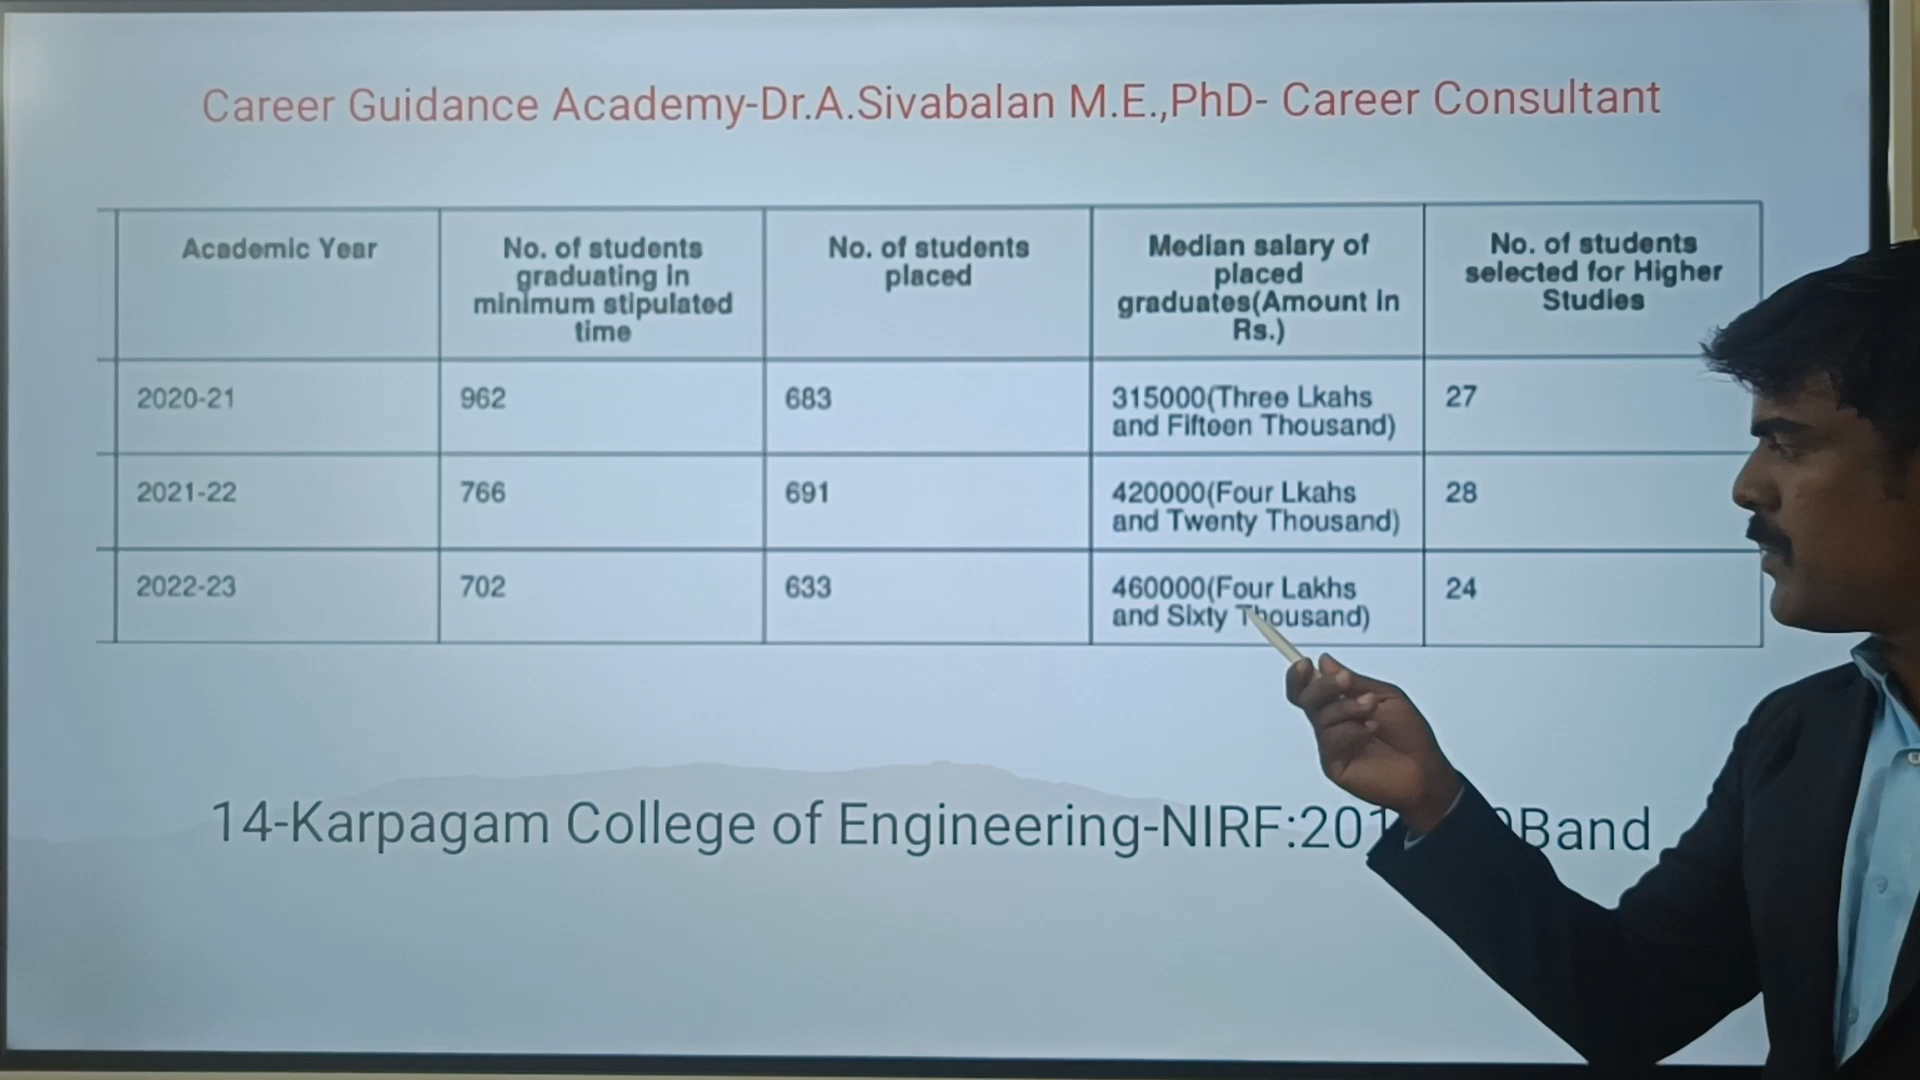 Career Guidance Academy-Dr.A.Sivabalan M.E.,PhD- Career Consultant
Academic Year
No. of students
graduating in
minimum stipulated
time
No. of students
placed
Median salary of
placed
graduates(Amount in
Rs.)
No. of students
selected for Higher
Studies
2020-21
962
683
315000(Three Lkahs
and Fifteen Thousand)
27
2021-22
766
691
420000(Four Lkahs
and Twenty Thousand)
28
2022-23
702
633
460000(Four Lakhs
and Sixty Thousand)
24
14-Karpagam College of Engineering-NIRF:201 Band